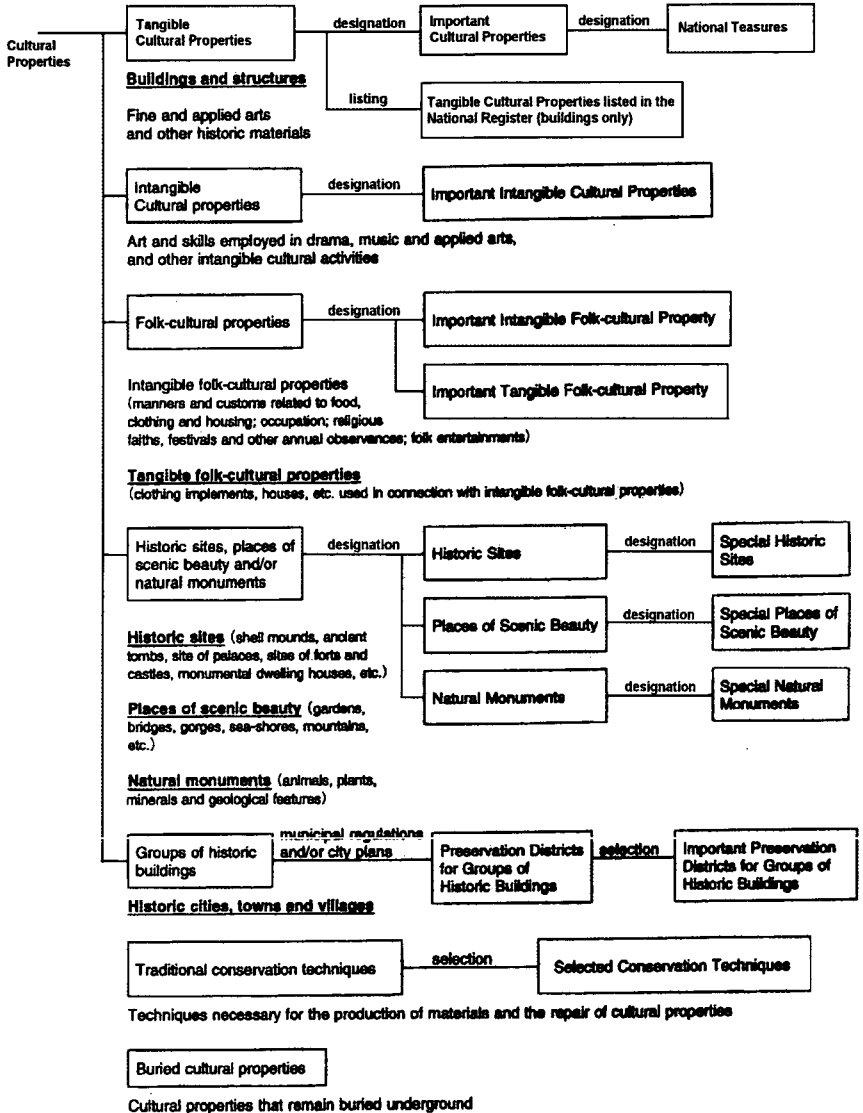 Cultural
Properties
Tangible
Cultural Properties
designation
Important
Cultural Properties
designation
National Teasures
Buildings and structures
listing
Tangible Cultural Properties listed in the
National Register (buildings only)
Fine and applied arts
and other historic materials
Intangible
Cultural properties
designation
Important Intangible Cultural Properties
Art and skills employed in drama, music and applied arts,
and other intangible cultural activities
Folk-cultural properties
designation
Important Intangible Folk-cultural Property
Important Tangible Folk-cultural Property
Intangible folk-cultural properties
(manners and customs related to food,
clothing and housing; occupation; religious
faiths, festivals and other annual observances; folk entertainments)
Tangible folk-cultural properties
(clothing implements, houses, etc. used in connection with intangible folk-cultural properties)
Historic sites, places of
scenic beauty and/or
natural monuments
designation
Historic Sites
designation
Special Historic
Sites
Places of Scenic Beauty
designation
Special Places of
Scenic Beauty
Natural Monuments
designation
Special Natural
Monuments
Historic sites (shell mounds, ancient
tombs, site of palaces, sites of forts and
castles, monumental dwelling houses, etc.)
Places of scenic beauty (gardens,
bridges, gorges, sea-shores, mountains,
etc.)
Natural monuments (animals, plants,
minerals and geological features)
Groups of historic
buildings
municipal regulations
and/or city plans
Preservation Districts
for Groups of
Historic Buildings
selection
Important Preservation
Districts for Groups of
Historic Buildings
Historic cities, towns and villages
Traditional conservation techniques
selection
Selected Conservation Techniques
Techniques necessary for the production of materials and the repair of cultural properties
Buried cultural properties
Cultural properties that remain buried underground